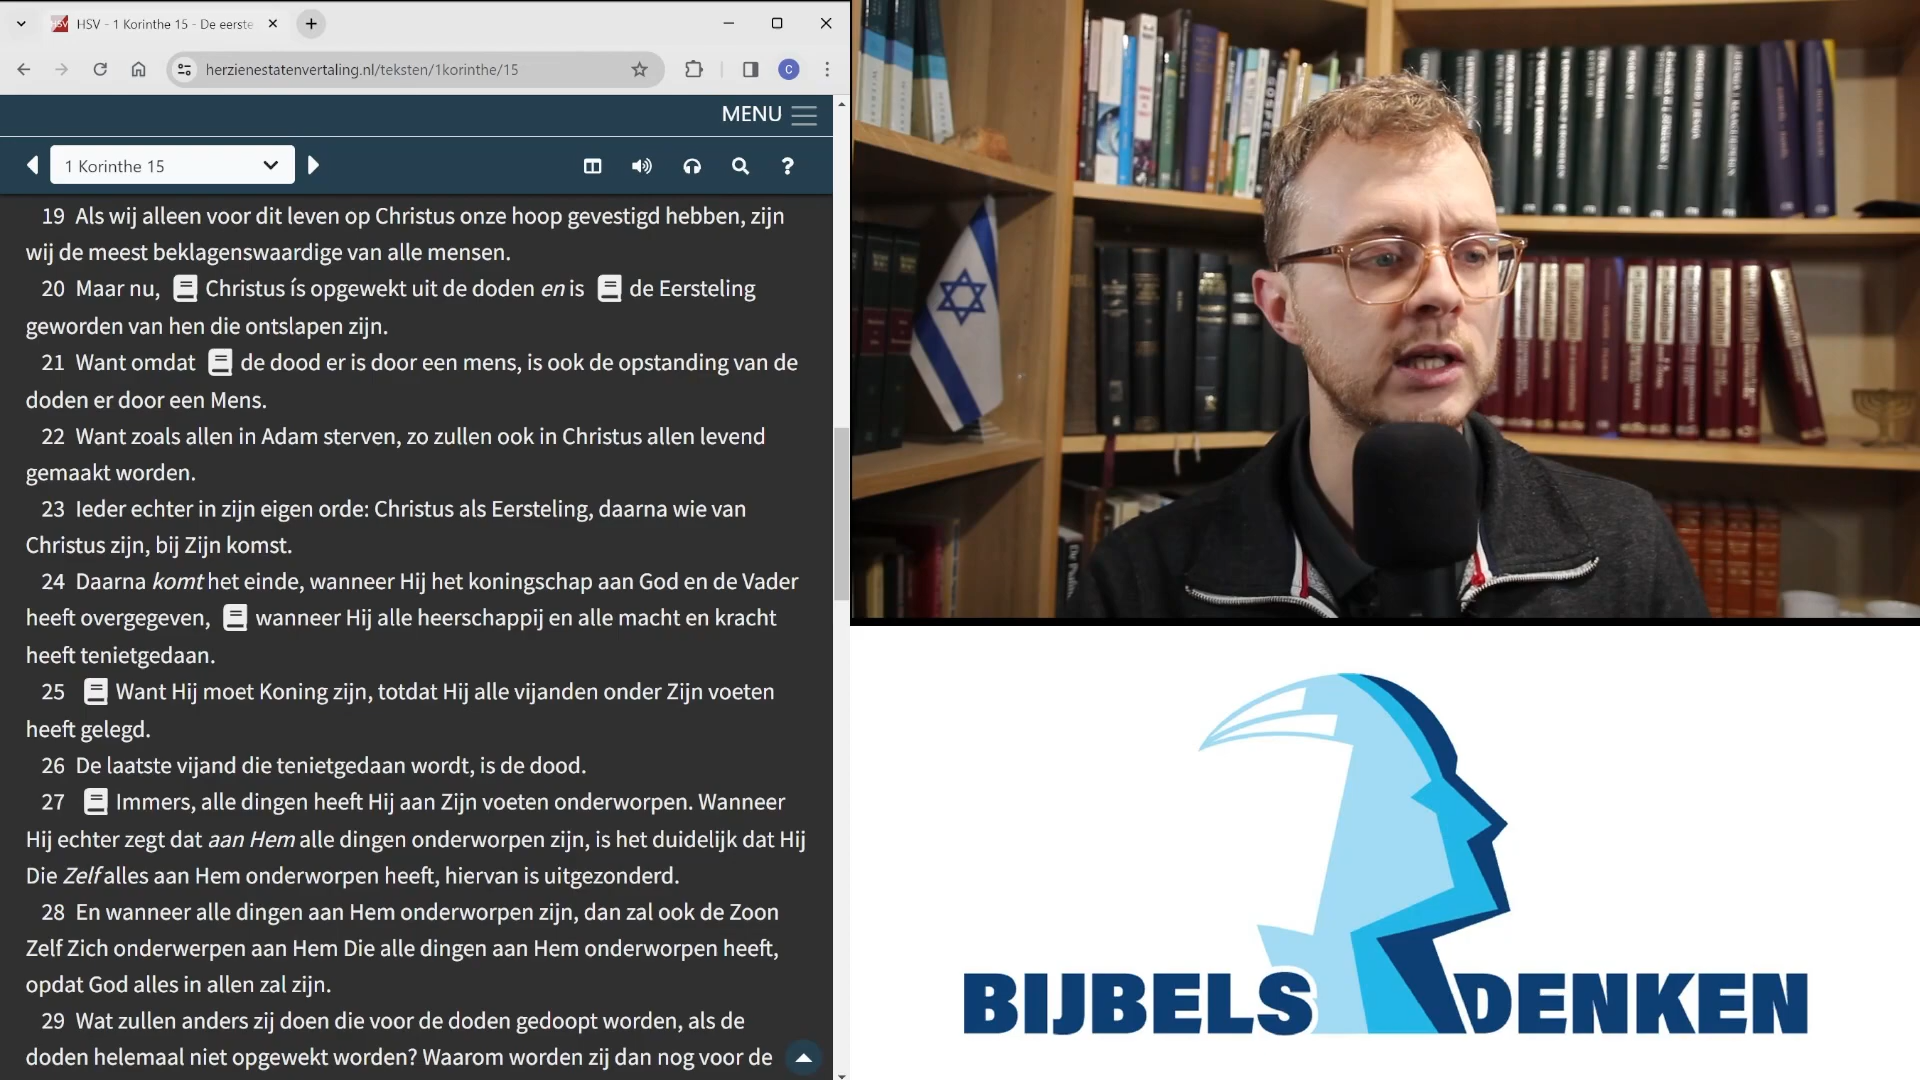 HSV - 1 Korinthe 15 - De eerste
herzienestatenvertaling.nl/teksten/1korinthe/15
C
MENU
1 Korinthe 15
?
19 Als wij alleen voor dit leven op Christus onze hoop gevestigd hebben, zijn
wij de meest beklagenswaardige van alle mensen.
20 Maar nu, Christus ís opgewekt uit de doden en is de Eersteling
geworden van hen die ontslapen zijn.
21 Want omdat de dood er is door een mens, is ook de opstanding van de
doden er door een Mens.
22 Want zoals allen in Adam sterven, zo zullen ook in Christus allen levend
gemaakt worden.
23 Ieder echter in zijn eigen orde: Christus als Eersteling, daarna wie van
Christus zijn, bij Zijn komst.
24 Daarna komt het einde, wanneer Hij het koningschap aan God en de Vader
heeft overgegeven, wanneer Hij alle heerschappij en alle macht en kracht
heeft tenietgedaan.
25 Want Hij moet Koning zijn, totdat Hij alle vijanden onder Zijn voeten
heeft gelegd.
26 De laatste vijand die tenietgedaan wordt, is de dood.
27 Immers, alle dingen heeft Hij aan Zijn voeten onderworpen. Wanneer
Hij echter zegt dat aan Hem alle dingen onderworpen zijn, is het duidelijk dat Hij
Die Zelf alles aan Hem onderworpen heeft, hiervan is uitgezonderd.
28 En wanneer alle dingen aan Hem onderworpen zijn, dan zal ook de Zoon
Zelf Zich onderwerpen aan Hem Die alle dingen aan Hem onderworpen heeft,
opdat God alles in allen zal zijn.
29 Wat zullen anders zij doen die voor de doden gedoopt worden, als de
doden helemaal niet opgewekt worden? Waarom worden zij dan nog voor de
GOSPEL
BIJBELS DENKEN